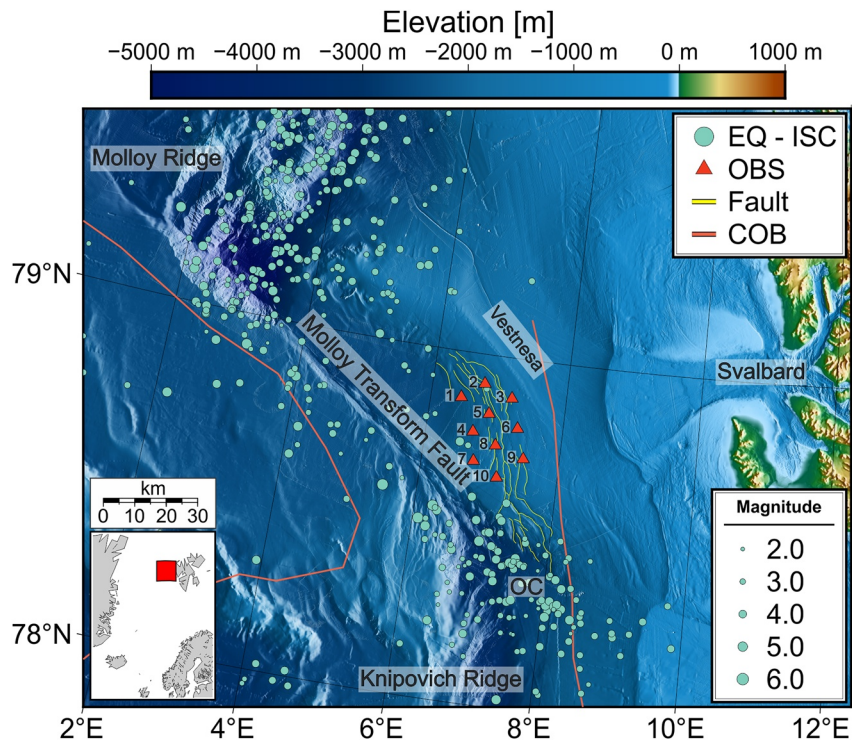 Elevation [m]
−5000 m −4000 m −3000 m −2000 m −1000 m 0 m 1000 m
EQ - ISC
OBS
Fault
COB
Molloy Ridge
79°N
Vestnesa
Molloy Transform Fault
Svalbard
2
1
3
5
4
6
8
7
9
10
km
0 10 20 30
Magnitude
2.0
3.0
4.0
5.0
6.0
OC
78°N
Knipovich Ridge
2°E 4°E 6°E 8°E 10°E 12°E